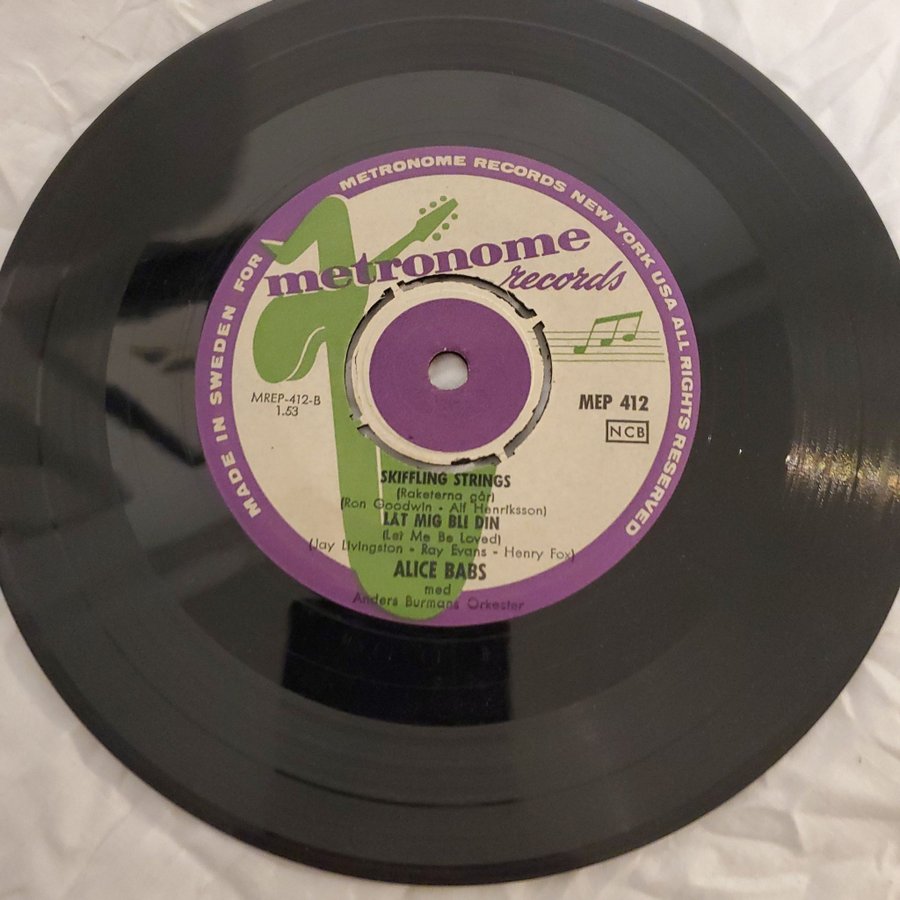 MADE IN SWEDEN FOR METRONOME RECORDS NEW YORK USA ALL RIGHTS RESERVED
metronome
records
MREP-412-B
1.53
MEP 412
NCB
SKIFFLING STRINGS
(Raketerna går)
(Ron Goodwin - Alf Henriksson)
LÅT MIG BLI DIN
(Let Me Be Loved)
(Jay Livingston - Ray Evans - Henry Fox)
ALICE BABS
med
Anders Burmans Orkester